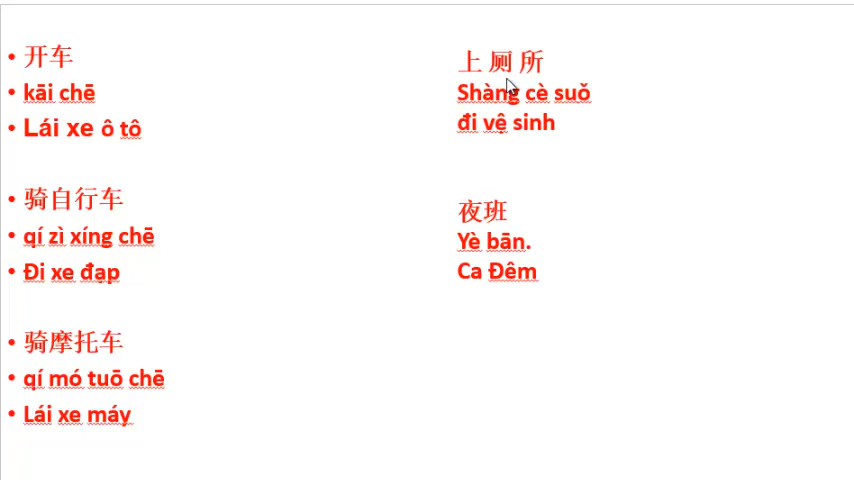 开车
kāi chē
Lái xe ô tô
骑自行车
qí zì xíng chē
Đi xe đạp
骑摩托车
qí mó tuō chē
Lái xe máy
上 厕 所
Shàng cè suǒ
đi vệ sinh
夜班
Yè bān.
Ca Đêm